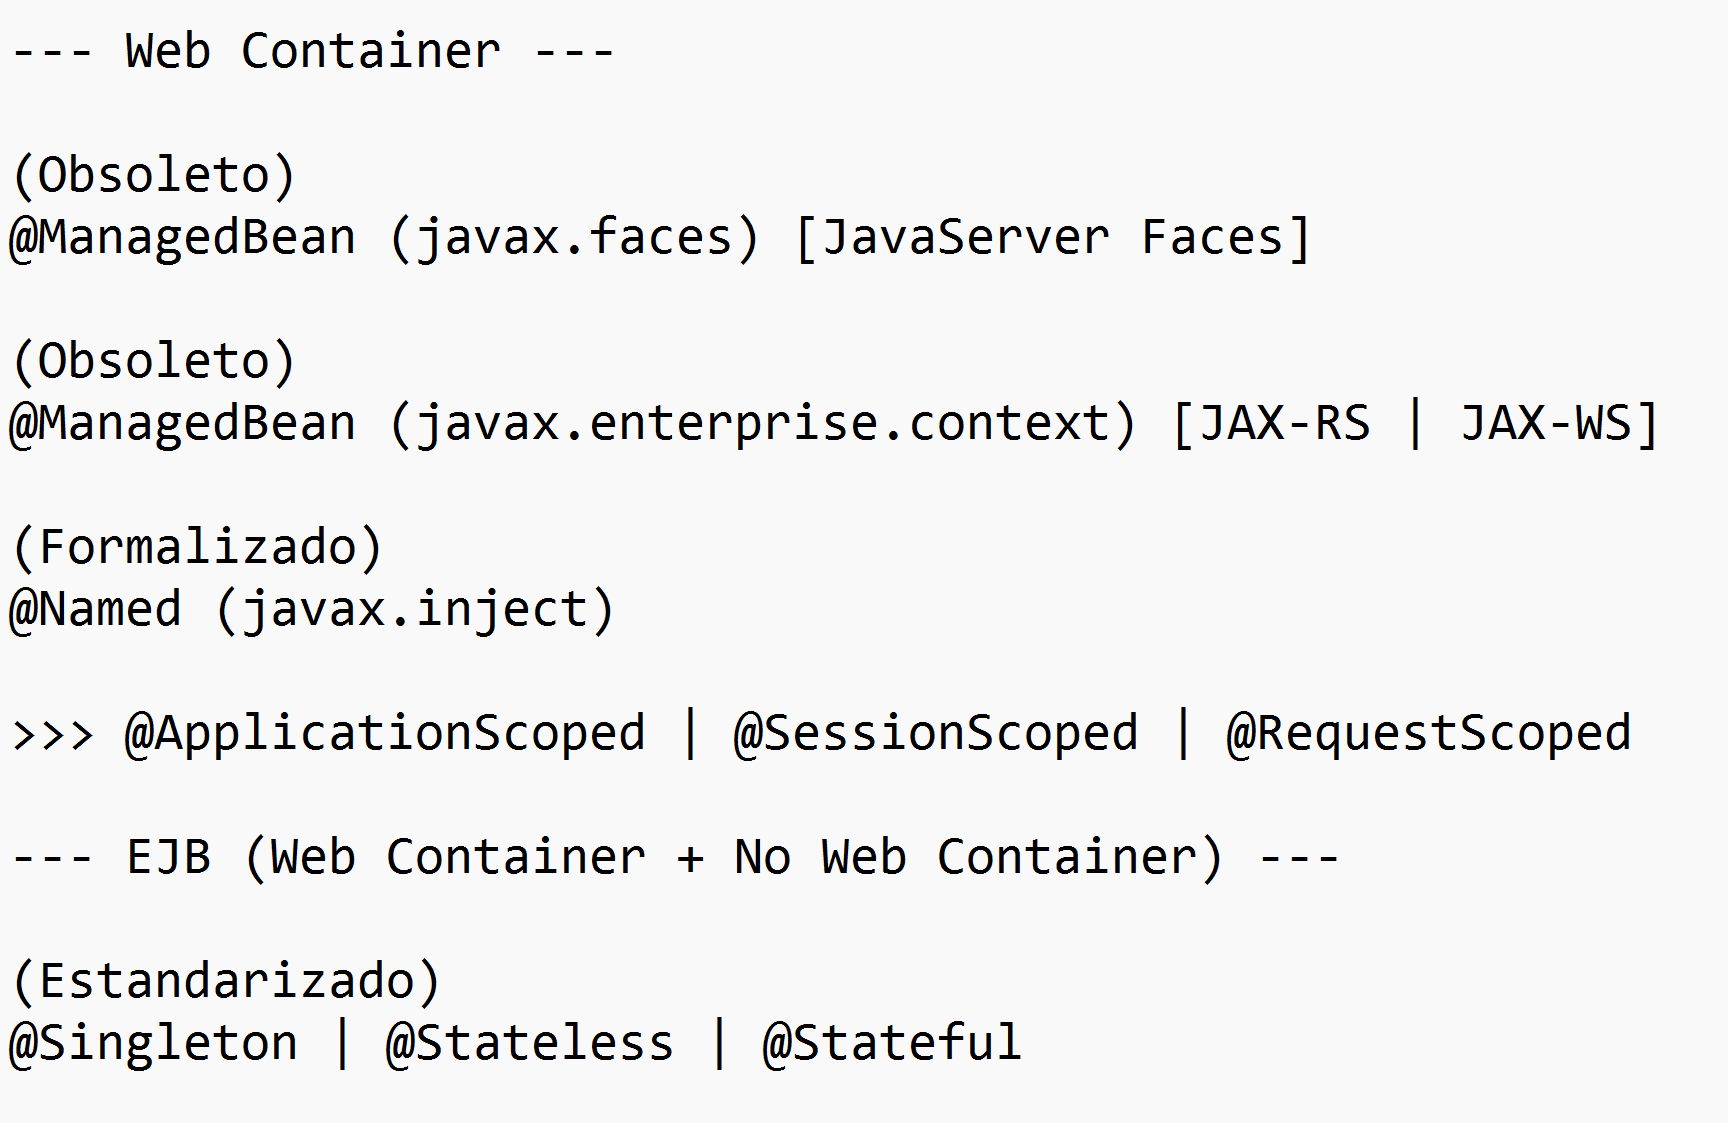 --- Web Container ---
(Obsoleto)
@ManagedBean (javax.faces) [JavaServer Faces]
(Obsoleto)
@ManagedBean (javax.enterprise.context) [JAX-RS | JAX-WS]
(Formalizado)
@Named (javax.inject)
>>> @ApplicationScoped | @SessionScoped | @RequestScoped
--- EJB (Web Container + No Web Container) ---
(Estandarizado)
@Singleton | @Stateless | @Stateful